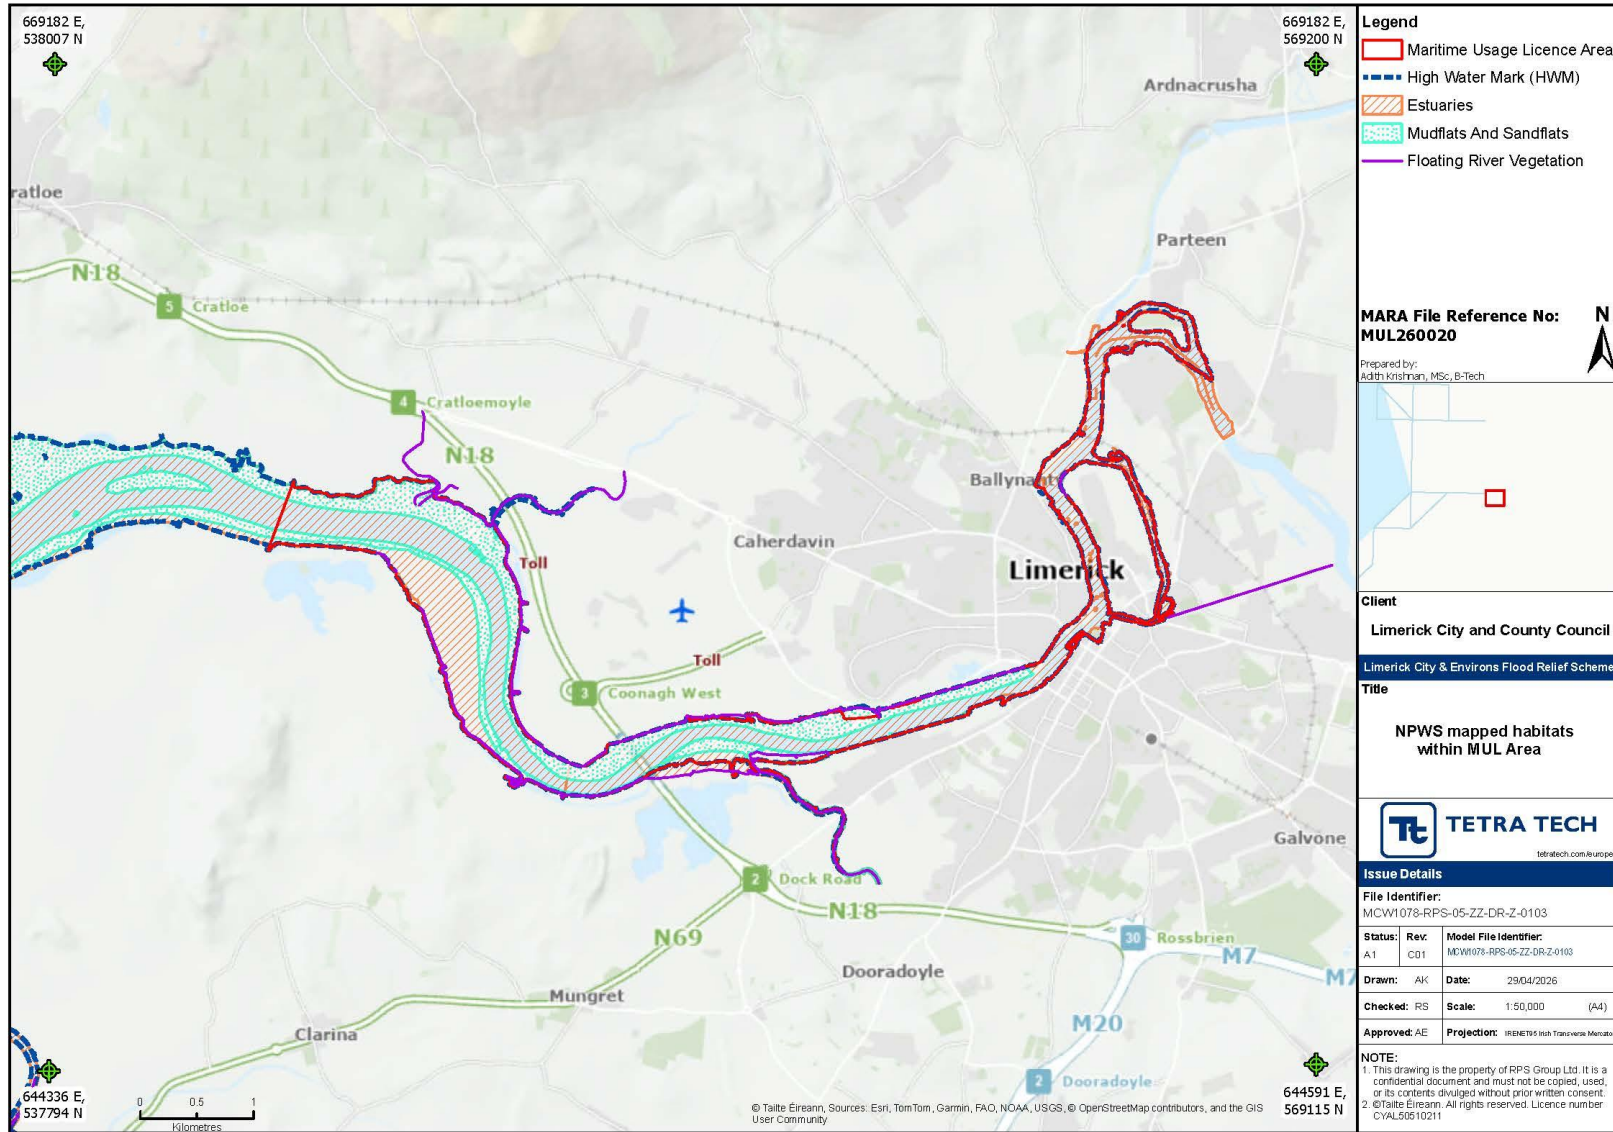 669182 E,
538007 N
669182 E,
569200 N
Ardnacrusha
ratloe
Parteen
N18
5 Cratloe
4 Cratloemoyle
N18
Ballynanty
Caherdavin
Toll
Limerick
Toll
3 Coonagh West
Galvone
2 Dock Road
N18
N69
30 Rossbrien
M7
M7
Dooradoyle
Mungret
Clarina
M20
2 Dooradoyle
644336 E,
537794 N
644591 E,
569115 N
0 0.5 1
Kilometres
© Tailte Éireann, Sources: Esri, TomTom, Garmin, FAO, NOAA, USGS, © OpenStreetMap contributors, and the GIS
User Community
Legend
Maritime Usage Licence Area
High Water Mark (HWM)
Estuaries
Mudflats And Sandflats
Floating River Vegetation
MARA File Reference No:
MUL260020
N
Prepared by:
Adith Krishnan, MSc, B-Tech
Client
Limerick City and County Council
Limerick City & Environs Flood Relief Scheme
Title
NPWS mapped habitats
within MUL Area
Tt TETRA TECH
tetratech.com/europe
Issue Details
File Identifier:
MCW1078-RPS-05-ZZ-DR-Z-0103
Status: Rev: Model File Identifier:
A1 C01 MCW1078-RPS-05-ZZ-DR-Z-0103
Drawn: AK Date: 29/04/2026
Checked: RS Scale: 1:50,000 (A4)
Approved: AE Projection: IRENET95 Irish Transverse Mercato
NOTE:
1. This drawing is the property of RPS Group Ltd. It is a
confidential document and must not be copied, used,
or its contents divulged without prior written consent.
2. ©Tailte Éireann. All rights reserved. Licence number
CYAL50510211